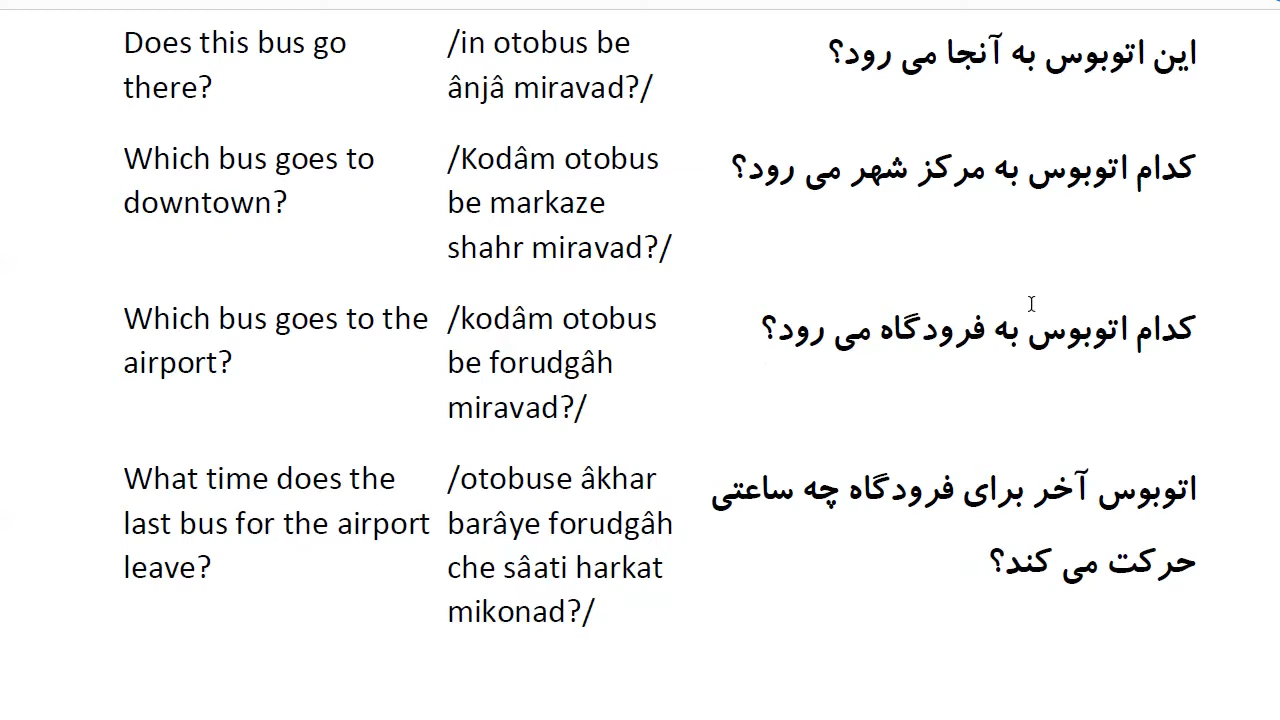 Does this bus go
there?
/in otobus be
ânjâ miravad?/
این اتوبوس به آنجا می رود؟
Which bus goes to
downtown?
/Kodâm otobus
be markaze
shahr miravad?/
کدام اتوبوس به مرکز شهر می رود؟
Which bus goes to the
airport?
/kodâm otobus
be forudgâh
miravad?/
کدام اتوبوس به فرودگاه می رود؟
What time does the
last bus for the airport
leave?
/otobuse âkhar
barâye forudgâh
che sâati harkat
mikonad?/
اتوبوس آخر برای فرودگاه چه ساعتی
حرکت می کند؟